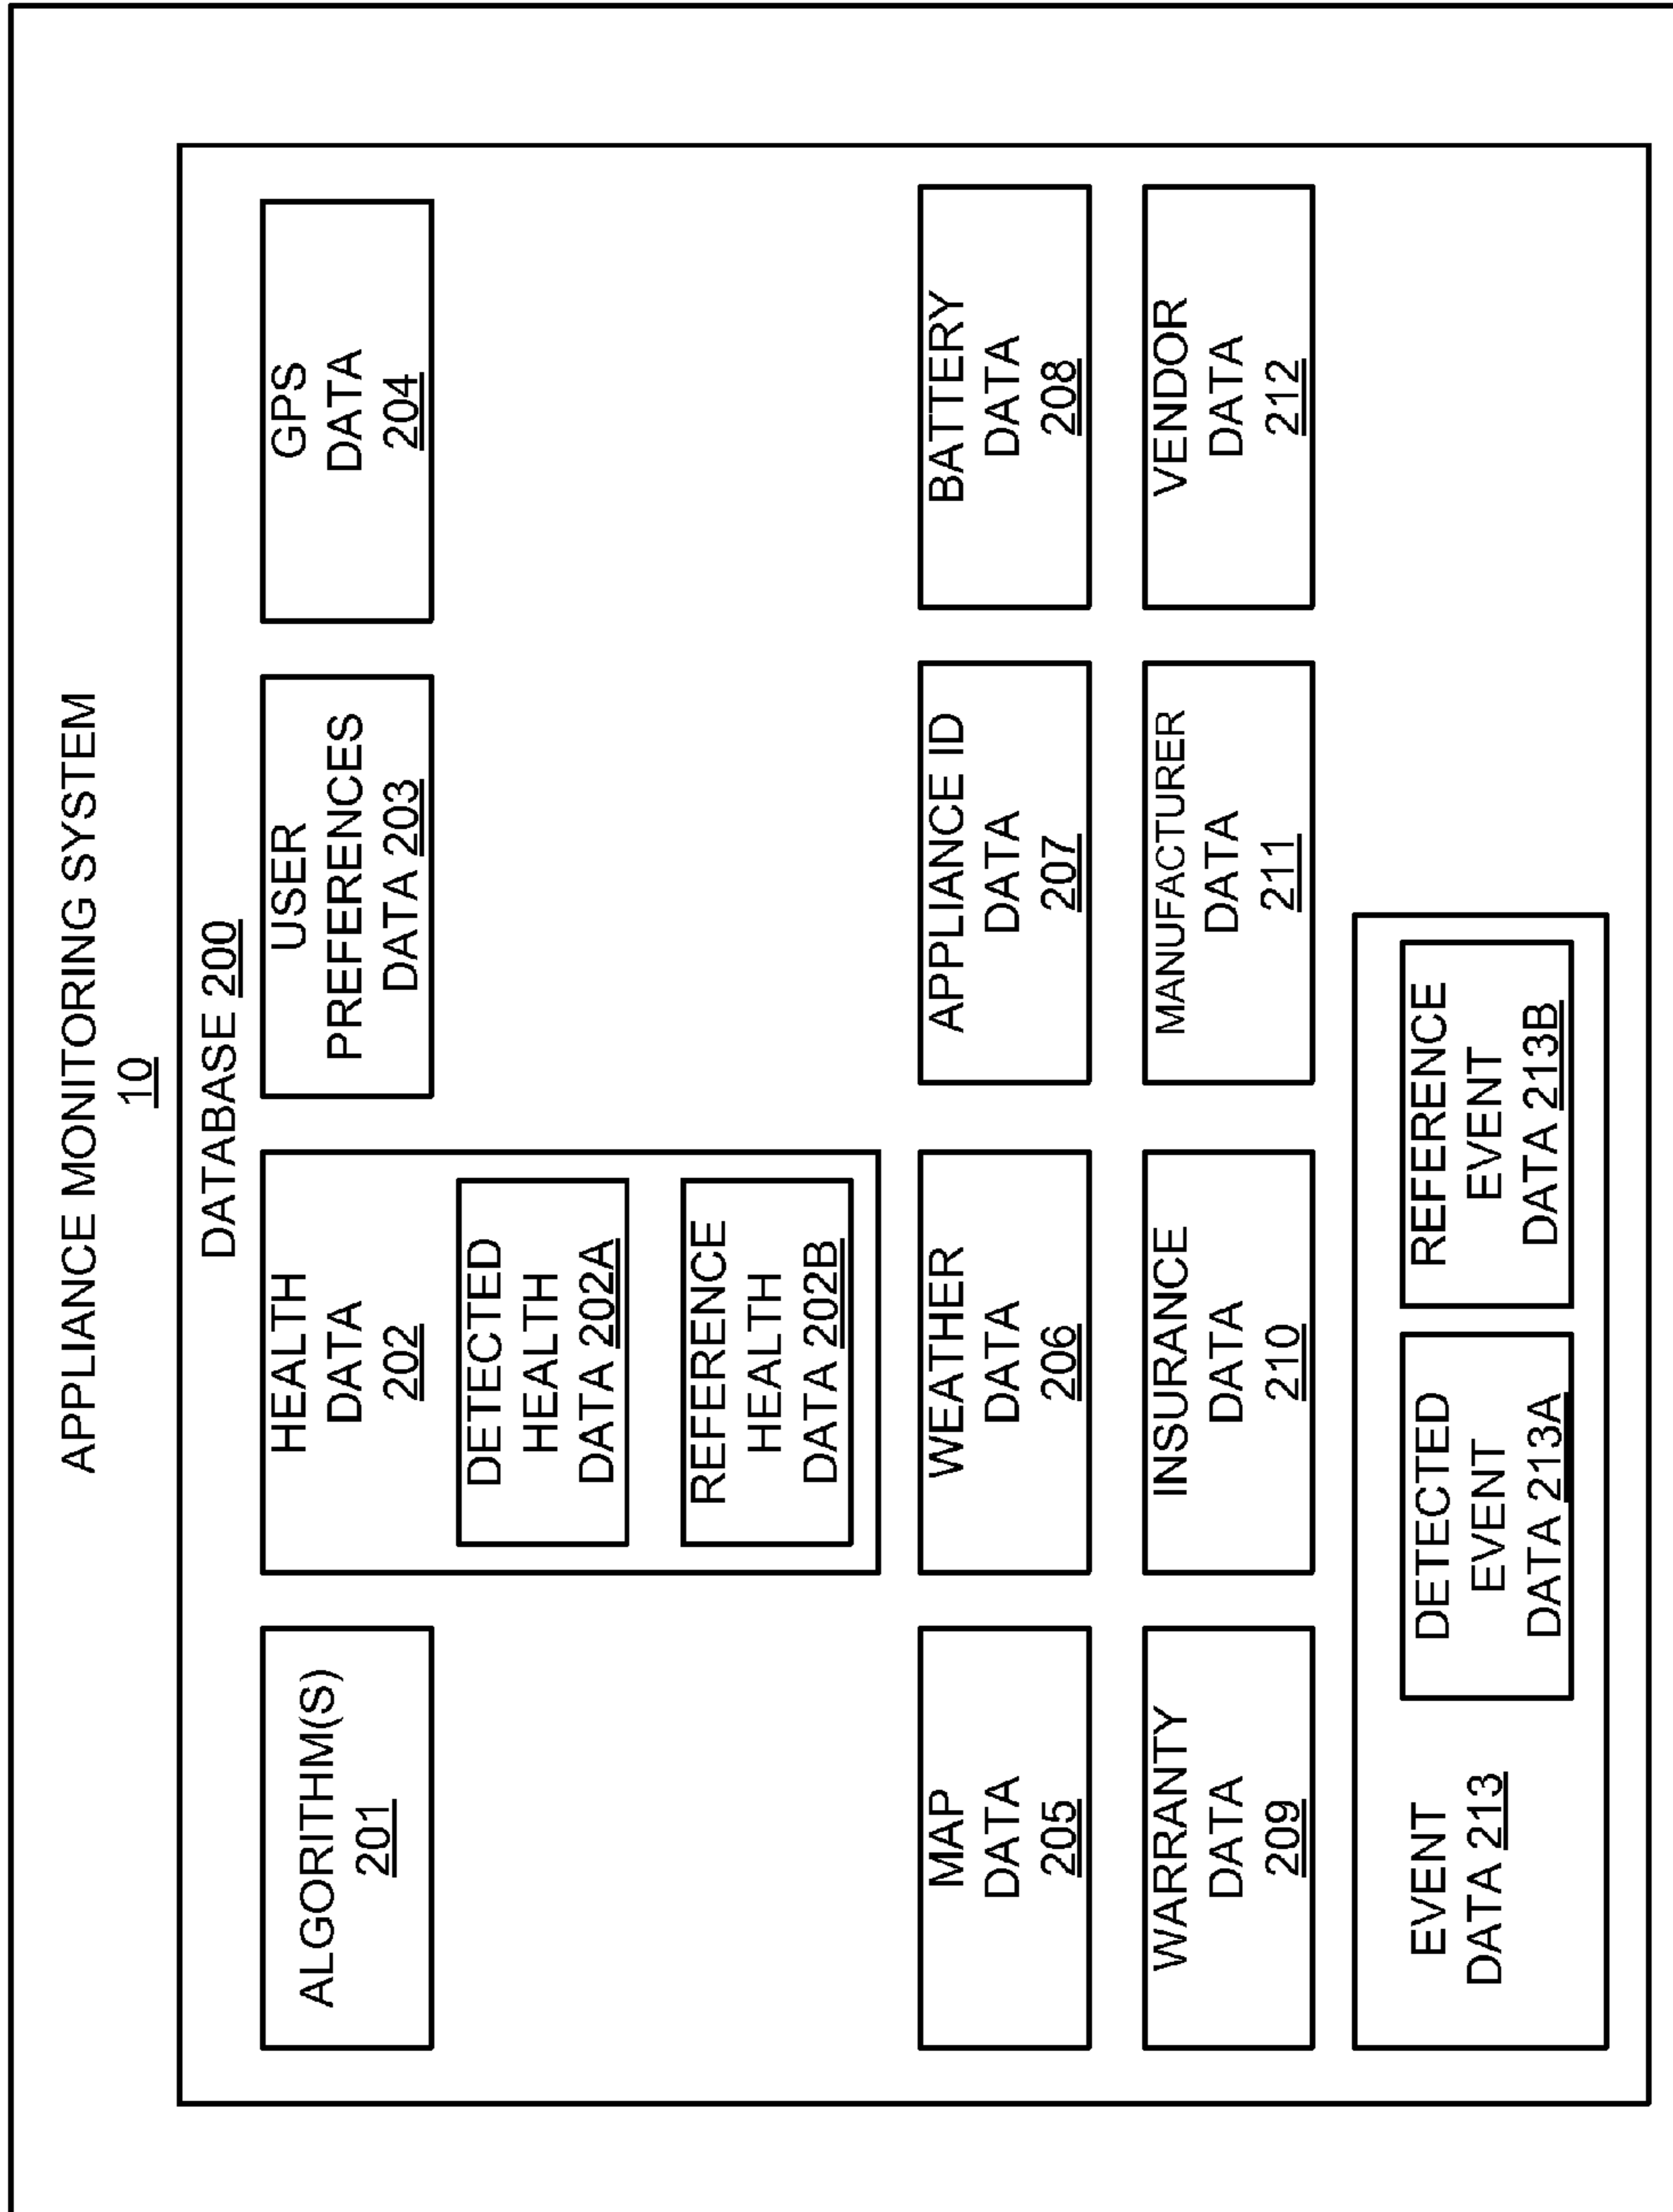 APPLIANCE MONITORING SYSTEM
10
DATABASE 200
ALGORITHM(S)
201
HEALTH
DATA
202
DETECTED
HEALTH
DATA 202A
REFERENCE
HEALTH
DATA 202B
USER
PREFERENCES
DATA 203
GPS
DATA
204
MAP
DATA
205
WEATHER
DATA
206
APPLIANCE ID
DATA
207
BATTERY
DATA
208
WARRANTY
DATA
209
INSURANCE
DATA
210
MANUFACTURER
DATA
211
VENDOR
DATA
212
EVENT
DATA 213
DETECTED
EVENT
DATA 213A
REFERENCE
EVENT
DATA 213B